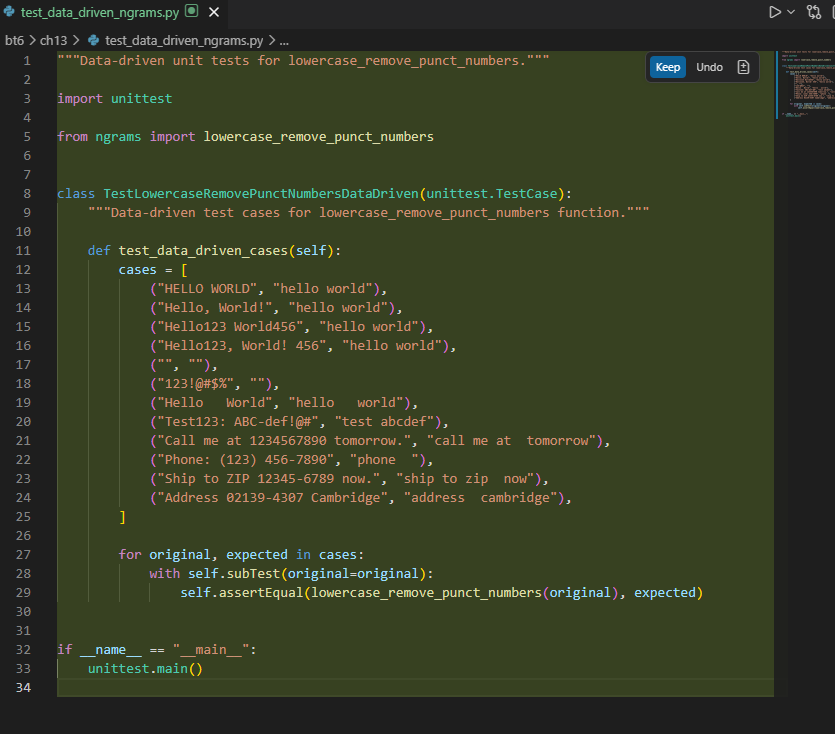 test_data_driven_ngrams.py
bt6 > ch13 > test_data_driven_ngrams.py > ...
Keep Undo
1 """Data-driven unit tests for lowercase_remove_punct_numbers."""
2
3 import unittest
4
5 from ngrams import lowercase_remove_punct_numbers
6
7
8 class TestLowercaseRemovePunctNumbersDataDriven(unittest.TestCase):
9     """Data-driven test cases for lowercase_remove_punct_numbers function."""
10
11     def test_data_driven_cases(self):
12         cases = [
13             ("HELLO WORLD", "hello world"),
14             ("Hello, World!", "hello world"),
15             ("Hello123 World456", "hello world"),
16             ("Hello123, World! 456", "hello world"),
17             ("", ""),
18             ("123!@#$%", ""),
19             ("Hello   World", "hello   world"),
20             ("Test123: ABC-def!@#", "test abcdef"),
21             ("Call me at 1234567890 tomorrow.", "call me at  tomorrow"),
22             ("Phone: (123) 456-7890", "phone  "),
23             ("Ship to ZIP 12345-6789 now.", "ship to zip  now"),
24             ("Address 02139-4307 Cambridge", "address  cambridge"),
25         ]
26
27         for original, expected in cases:
28             with self.subTest(original=original):
29                 self.assertEqual(lowercase_remove_punct_numbers(original), expected)
30
31
32 if __name__ == "__main__":
33     unittest.main()
34